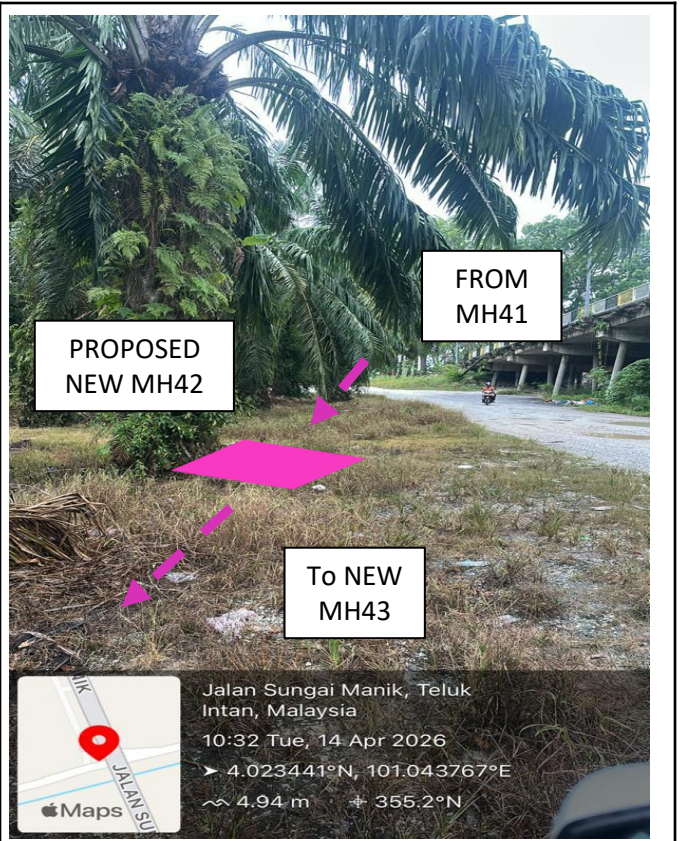 FROM
MH41
PROPOSED
NEW MH42
To NEW
MH43
NIK
JALAN SU
Maps
Jalan Sungai Manik, Teluk
Intan, Malaysia
10:32 Tue, 14 Apr 2026
4.023441°N, 101.043767°E
4.94 m 355.2°N